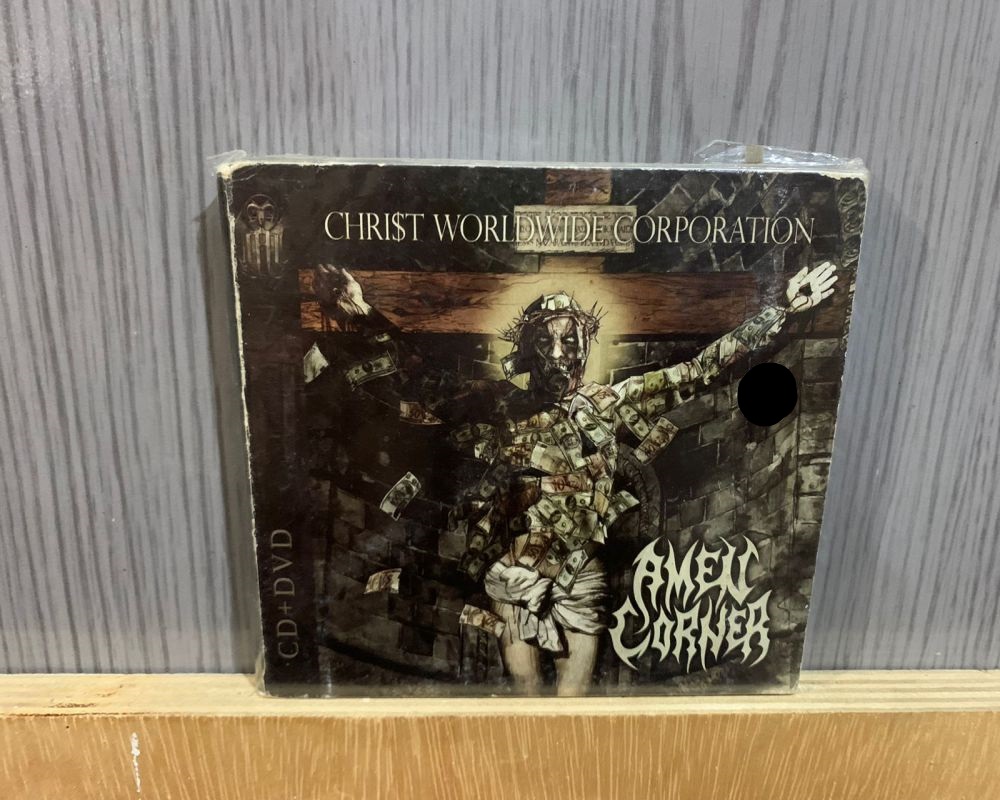 CHRI$T WORLDWIDE CORPORATION
CD+DVD
AMEN
CORNER